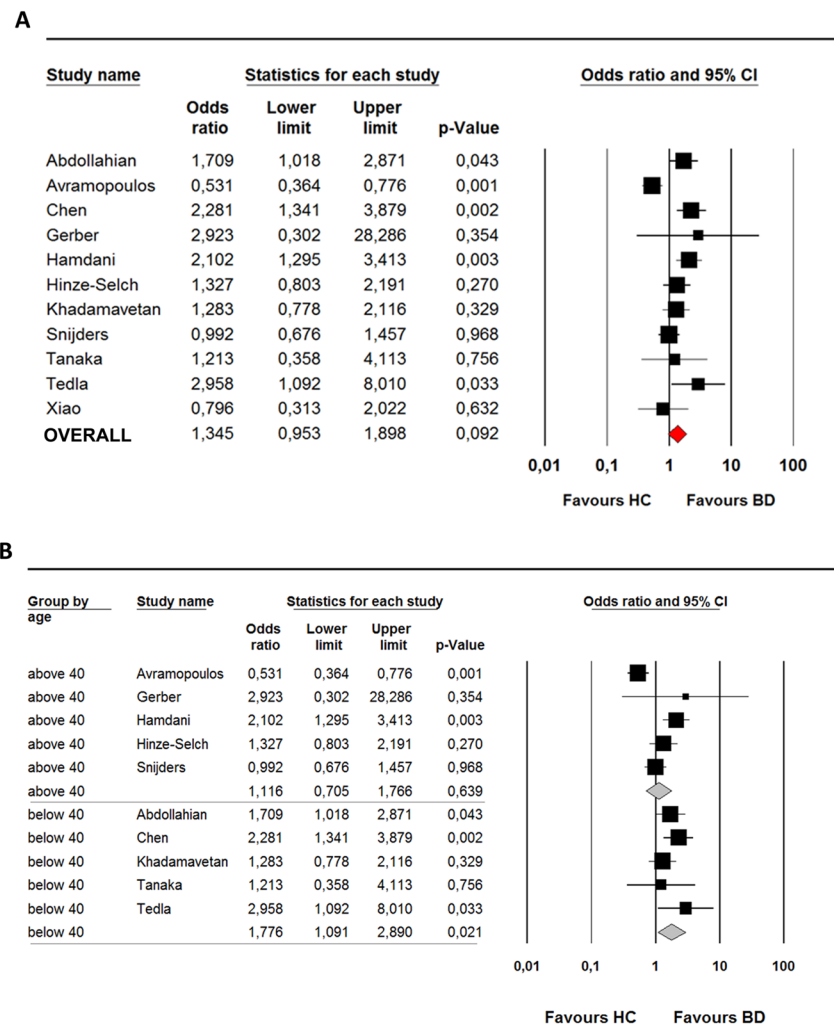 A
Study name Statistics for each study Odds ratio and 95% CI
Odds Lower Upper
ratio limit limit p-Value
Abdollahian 1,709 1,018 2,871 0,043
Avramopoulos 0,531 0,364 0,776 0,001
Chen 2,281 1,341 3,879 0,002
Gerber 2,923 0,302 28,286 0,354
Hamdani 2,102 1,295 3,413 0,003
Hinze-Selch 1,327 0,803 2,191 0,270
Khadamavetan 1,283 0,778 2,116 0,329
Snijders 0,992 0,676 1,457 0,968
Tanaka 1,213 0,358 4,113 0,756
Tedla 2,958 1,092 8,010 0,033
Xiao 0,796 0,313 2,022 0,632
OVERALL 1,345 0,953 1,898 0,092
0,01 0,1 1 10 100
Favours HC Favours BD
B
Group by Study name Statistics for each study Odds ratio and 95% CI
age
Odds Lower Upper
ratio limit limit p-Value
above 40 Avramopoulos 0,531 0,364 0,776 0,001
above 40 Gerber 2,923 0,302 28,286 0,354
above 40 Hamdani 2,102 1,295 3,413 0,003
above 40 Hinze-Selch 1,327 0,803 2,191 0,270
above 40 Snijders 0,992 0,676 1,457 0,968
above 40 1,116 0,705 1,766 0,639
below 40 Abdollahian 1,709 1,018 2,871 0,043
below 40 Chen 2,281 1,341 3,879 0,002
below 40 Khadamavetan 1,283 0,778 2,116 0,329
below 40 Tanaka 1,213 0,358 4,113 0,756
below 40 Tedla 2,958 1,092 8,010 0,033
below 40 1,776 1,091 2,890 0,021
0,01 0,1 1 10 100
Favours HC Favours BD